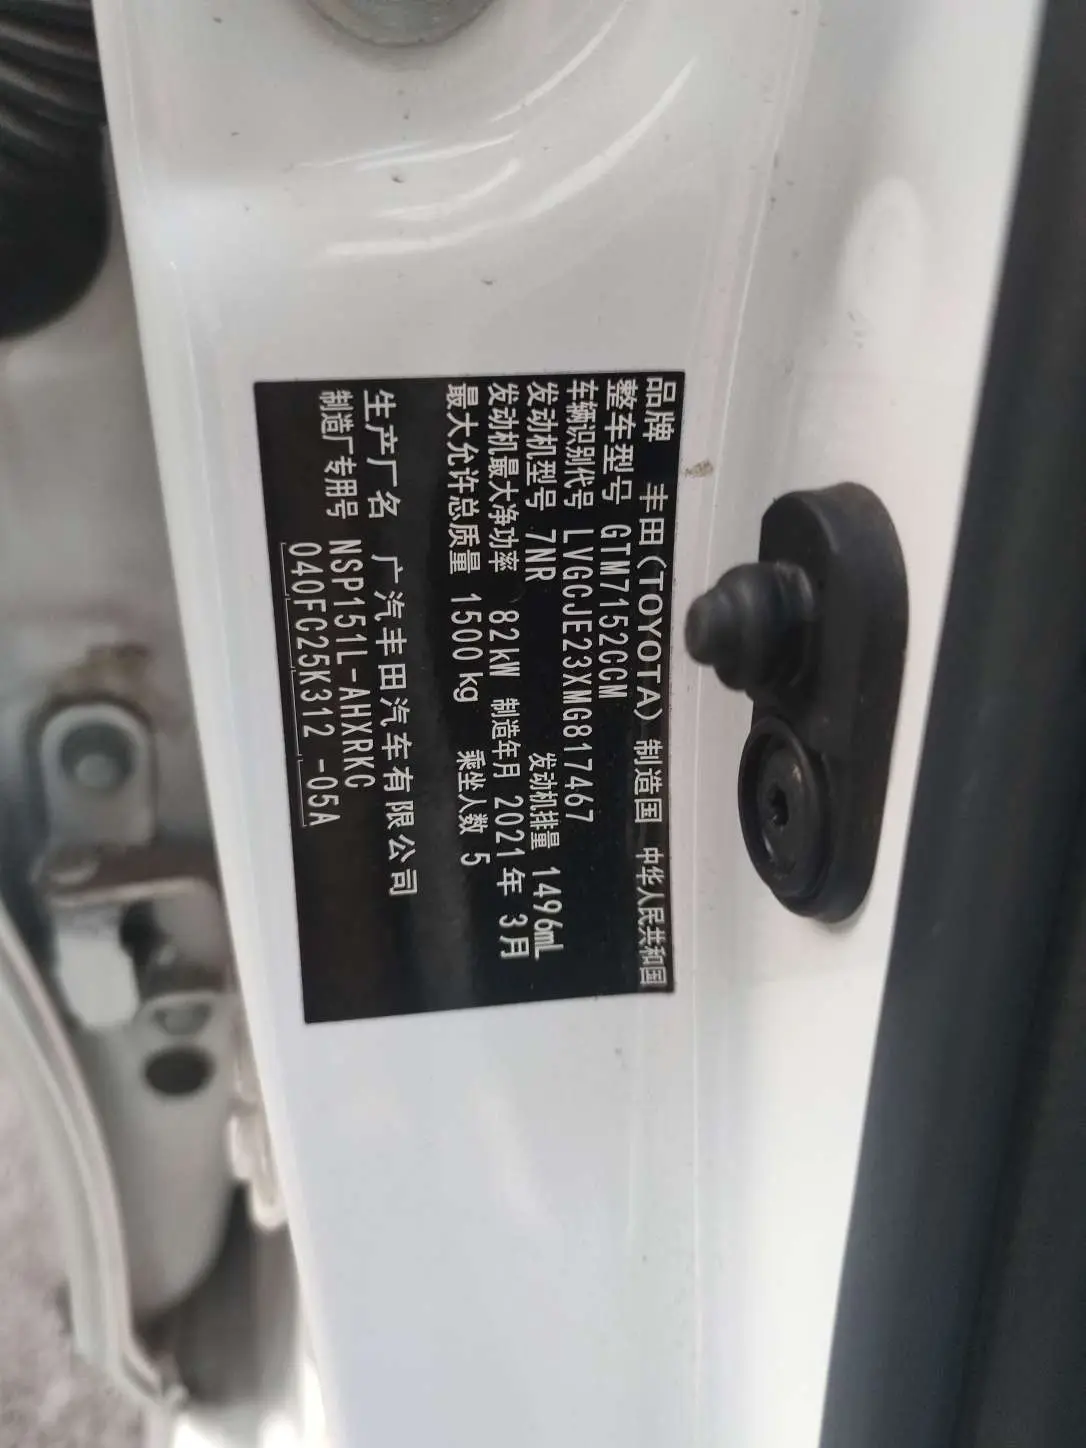 品牌 丰田(TOYOTA) 制造国 中华人民共和国
整车型号 GTM7152CCM
车辆识别代号 LVGCJE23XMG817467
发动机型号 7NR 发动机排量 1496mL
发动机最大净功率 82kW 制造年月 2021年 3月
最大允许总质量 1500kg 乘坐人数 5
生产厂名 广汽丰田汽车有限公司
制造厂专用号 NSP151L-AHXRKC
040FC25K312 -05A